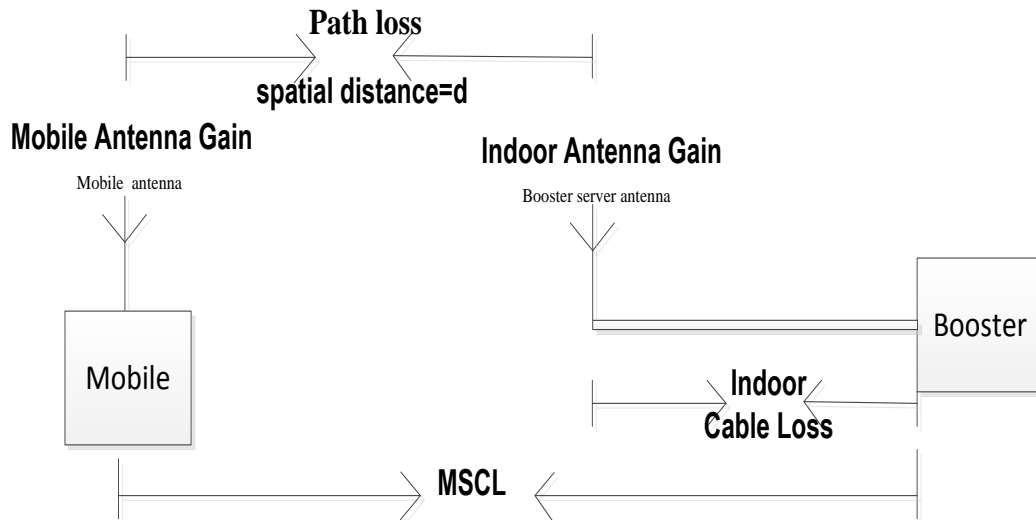 Path loss
spatial distance=d
Mobile Antenna Gain
Indoor Antenna Gain
Mobile antenna
Booster server antenna
Mobile
Booster
Indoor
Cable Loss
MSCL